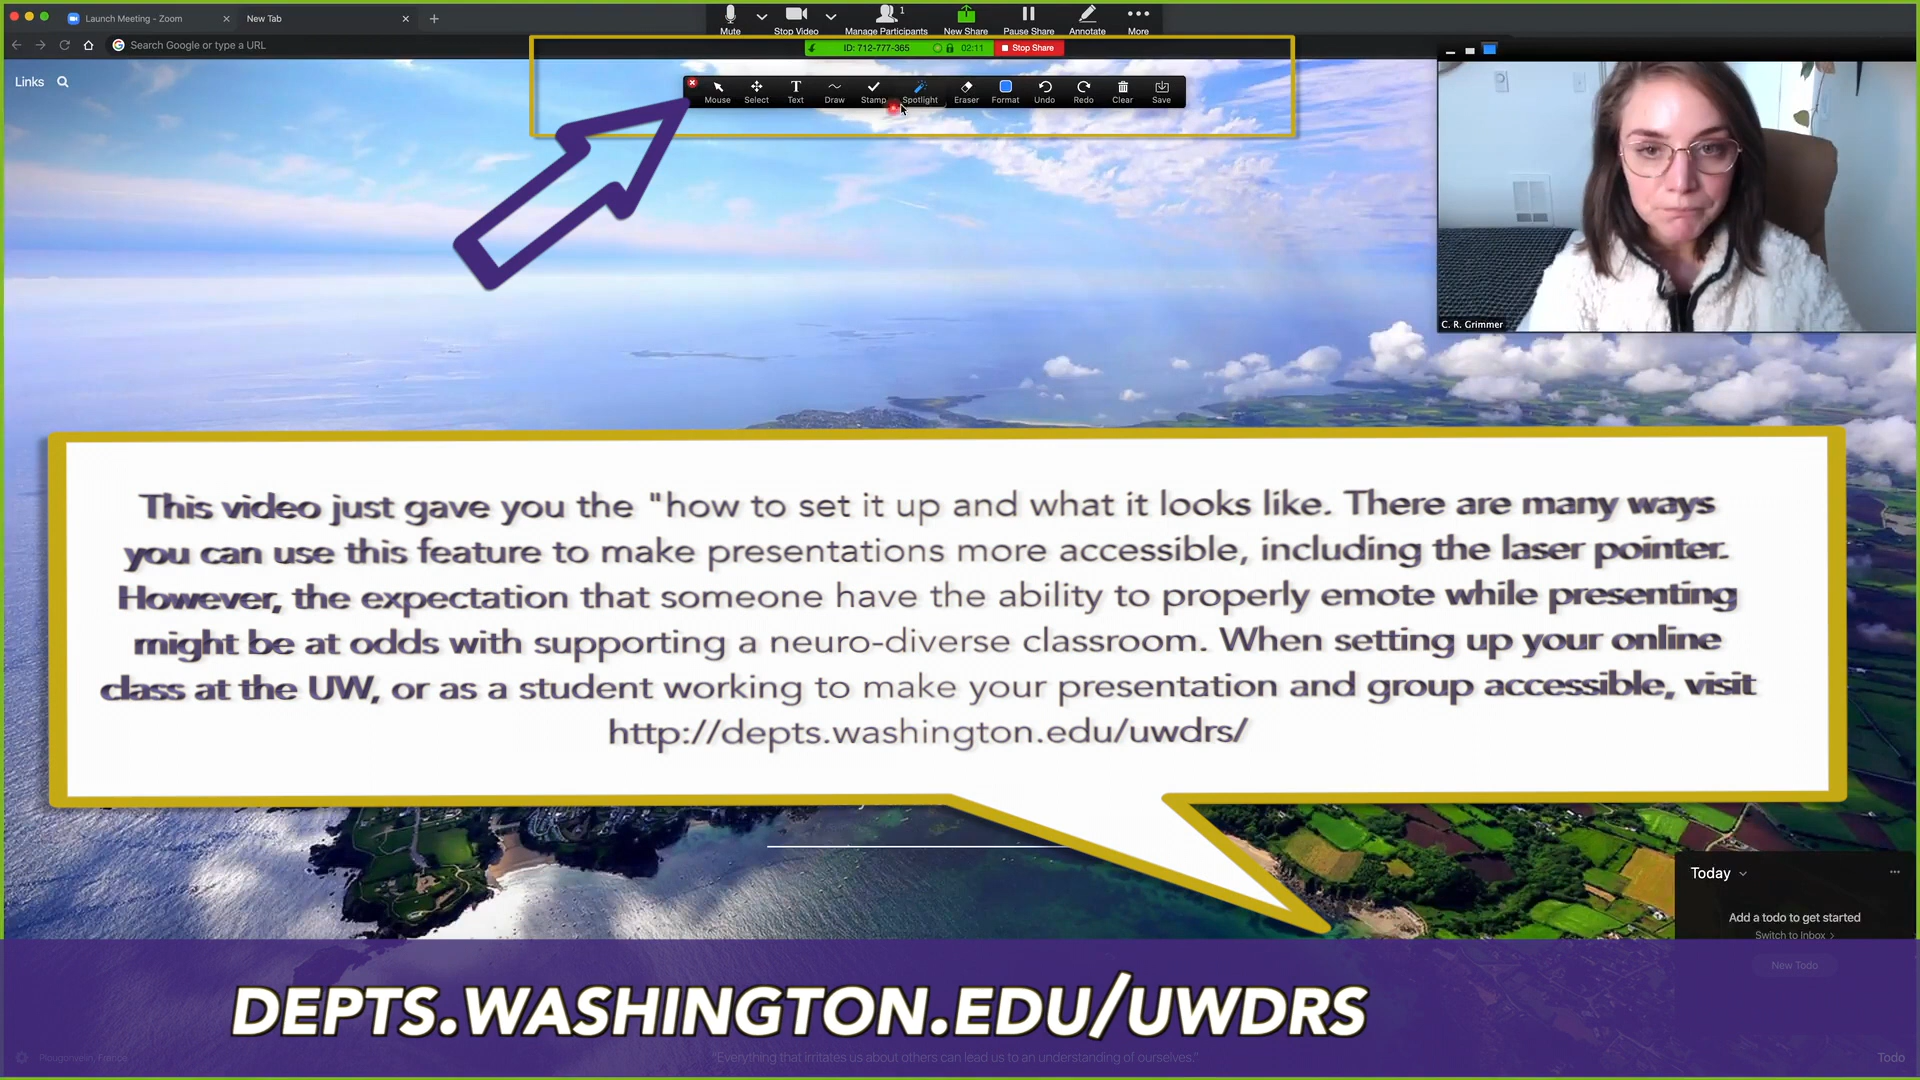 Launch Meeting - Zoom
New Tab
Search Google or type a URL
Links
Mute
Stop Video
1
Manage Participants
New Share
Pause Share
Annotate
More
ID: 712-777-365
02:11
Stop Share
Mouse
Select
Text
Draw
Stamp
Spotlight
Eraser
Format
Undo
Redo
Clear
Save
C. R. Grimmer
This video just gave you the "how to set it up and what it looks like. There are many ways
you can use this feature to make presentations more accessible, including the laser pointer.
However, the expectation that someone have the ability to properly emote while presenting
might be at odds with supporting a neuro-diverse classroom. When setting up your online
class at the UW, or as a student working to make your presentation and group accessible, visit
http://depts.washington.edu/uwdrs/
Today
Add a todo to get started
Switch to Inbox >
New Todo
DEPTS.WASHINGTON.EDU/UWDRS
Plougonvelin, France
"Everything that irritates us about others can lead us to an understanding of ourselves."
Todo